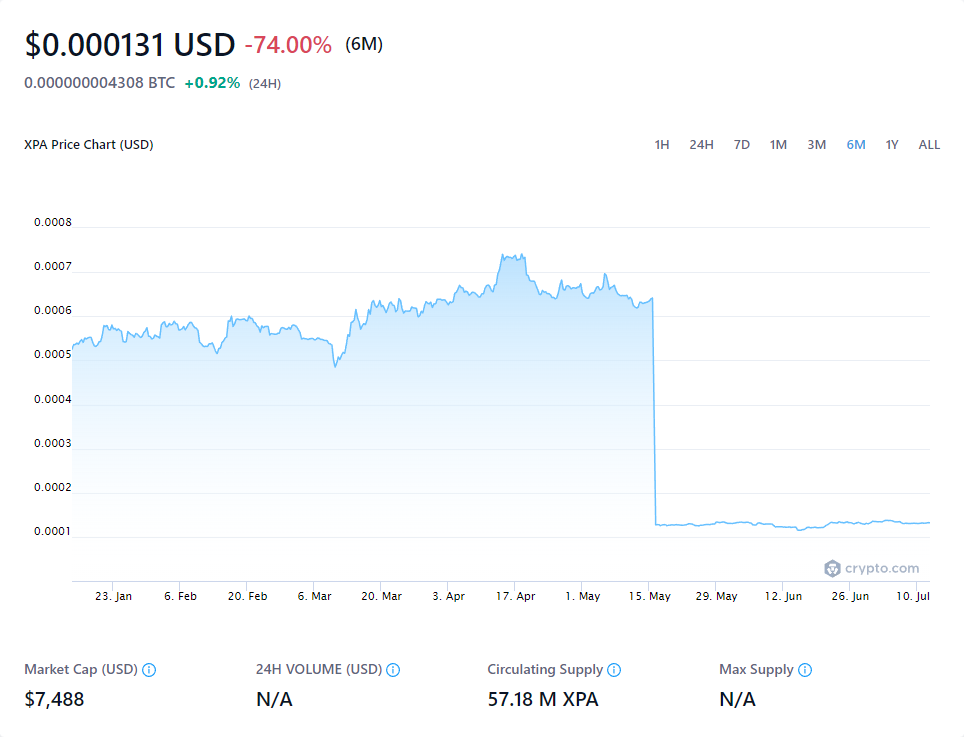 $0.000131 USD -74.00% (6M)
0.000000004308 BTC +0.92% (24H)
XPA Price Chart (USD)
1H 24H 7D 1M 3M 6M 1Y ALL
0.0008
0.0007
0.0006
0.0005
0.0004
0.0003
0.0002
0.0001
crypto.com
23. Jan 6. Feb 20. Feb 6. Mar 20. Mar 3. Apr 17. Apr 1. May 15. May 29. May 12. Jun 26. Jun 10. Jul
Market Cap (USD) 24H VOLUME (USD) Circulating Supply Max Supply
$7,488 N/A 57.18 M XPA N/A